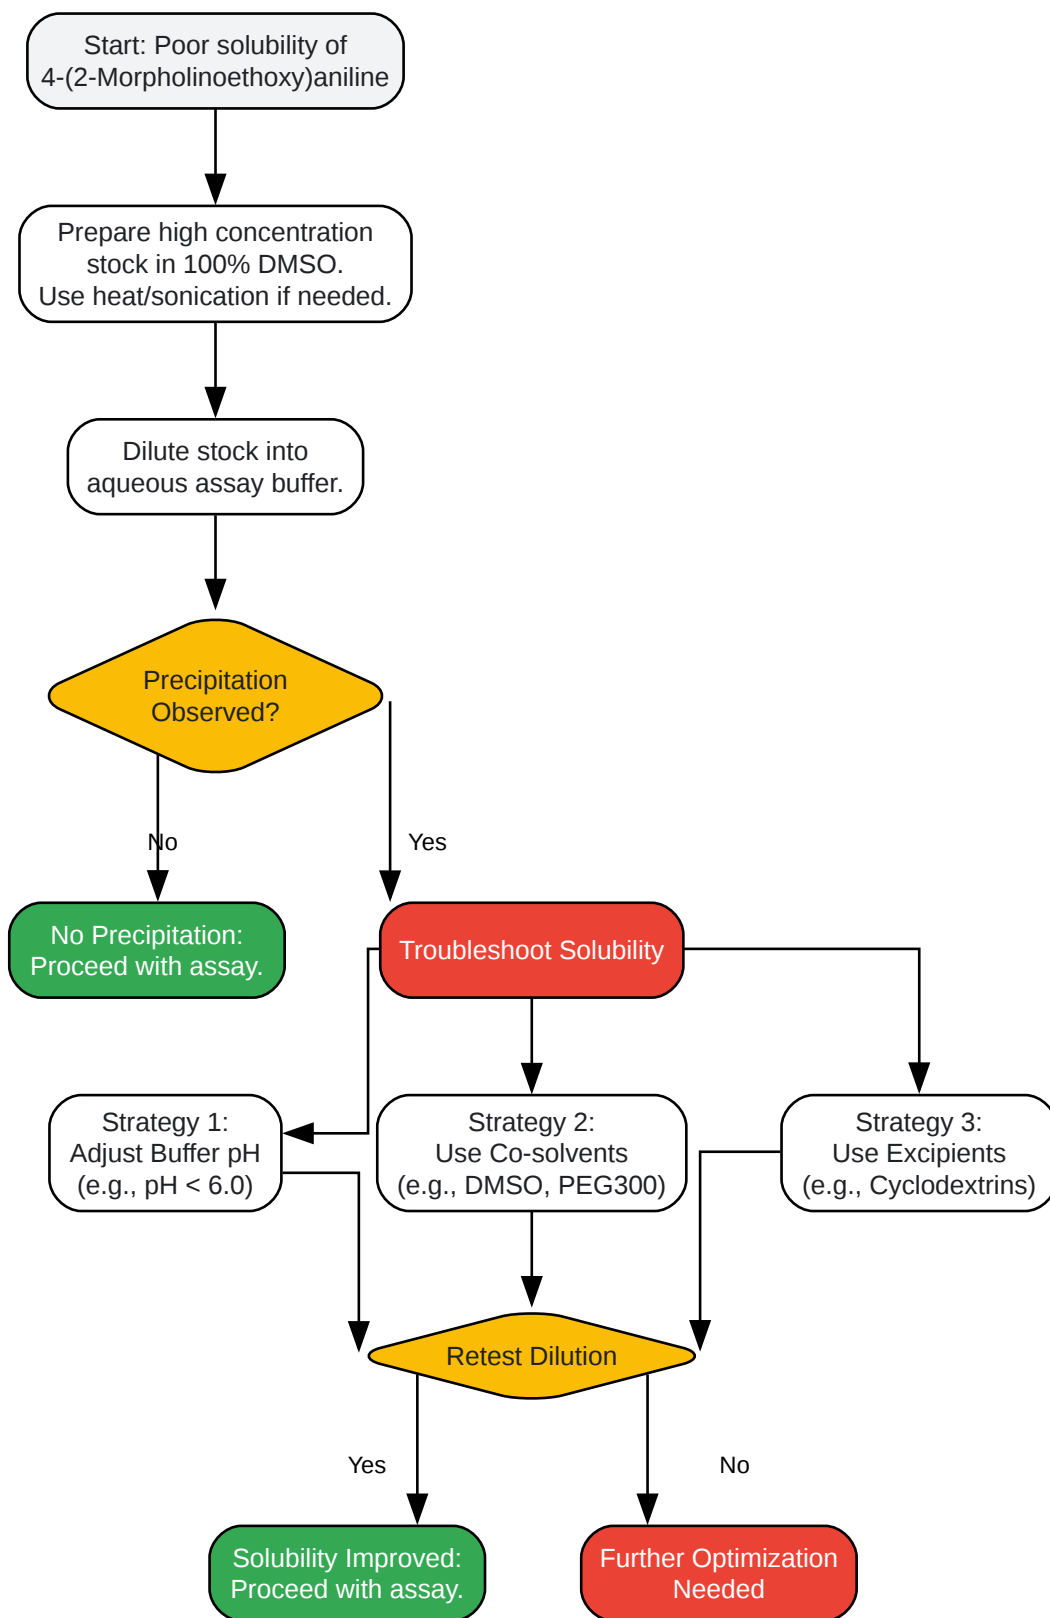 Start: Poor solubility of
4-(2-Morpholinoethoxy)aniline
Prepare high concentration
stock in 100% DMSO.
Use heat/sonication if needed.
Dilute stock into
aqueous assay buffer.
Precipitation
Observed?
No
Yes
No Precipitation:
Proceed with assay.
Troubleshoot Solubility
Strategy 1:
Adjust Buffer pH
(e.g., pH < 6.0)
Strategy 2:
Use Co-solvents
(e.g., DMSO, PEG300)
Strategy 3:
Use Excipients
(e.g., Cyclodextrins)
Retest Dilution
Yes
No
Solubility Improved:
Proceed with assay.
Further Optimization
Needed